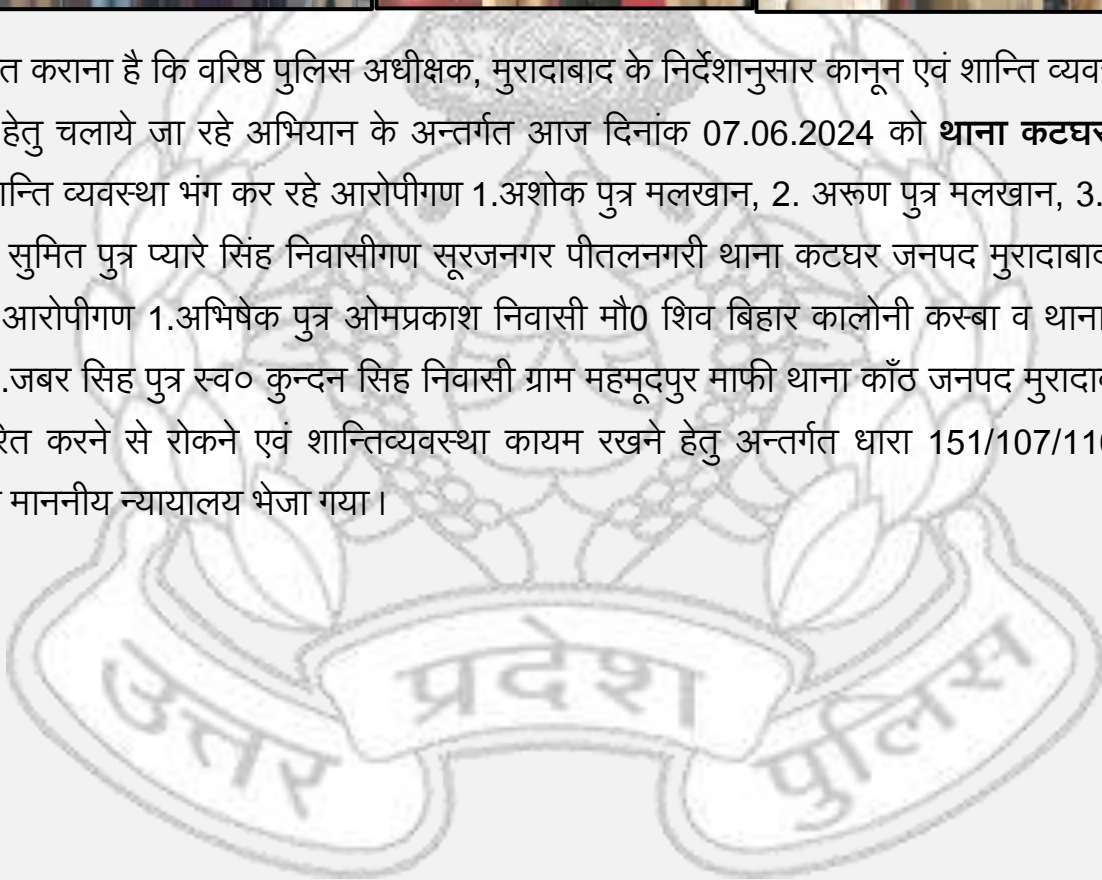 त कराना है कि वरिष्ठ पुलिस अधीक्षक, मुरादाबाद के निर्देशानुसार कानून एवं शान्ति व्यव
हेतु चलाये जा रहे अभियान के अन्तर्गत आज दिनांक 07.06.2024 को थाना कटघर
न्ति व्यवस्था भंग कर रहे आरोपीगण 1.अशोक पुत्र मलखान, 2. अरूण पुत्र मलखान, 3.
सुमित पुत्र प्यारे सिंह निवासीगण सूरजनगर पीतलनगरी थाना कटघर जनपद मुरादाबाद
आरोपीगण 1.अभिषेक पुत्र ओमप्रकाश निवासी मौ0 शिव बिहार कालोनी कस्बा व थाना
.जबर सिह पुत्र स्व० कुन्दन सिह निवासी ग्राम महमूदपुर माफी थाना काँठ जनपद मुरादा
रेत करने से रोकने एवं शान्तिव्यवस्था कायम रखने हेतु अन्तर्गत धारा 151/107/11
माननीय न्यायालय भेजा गया।
उत्तर प्रदेश पुलिस